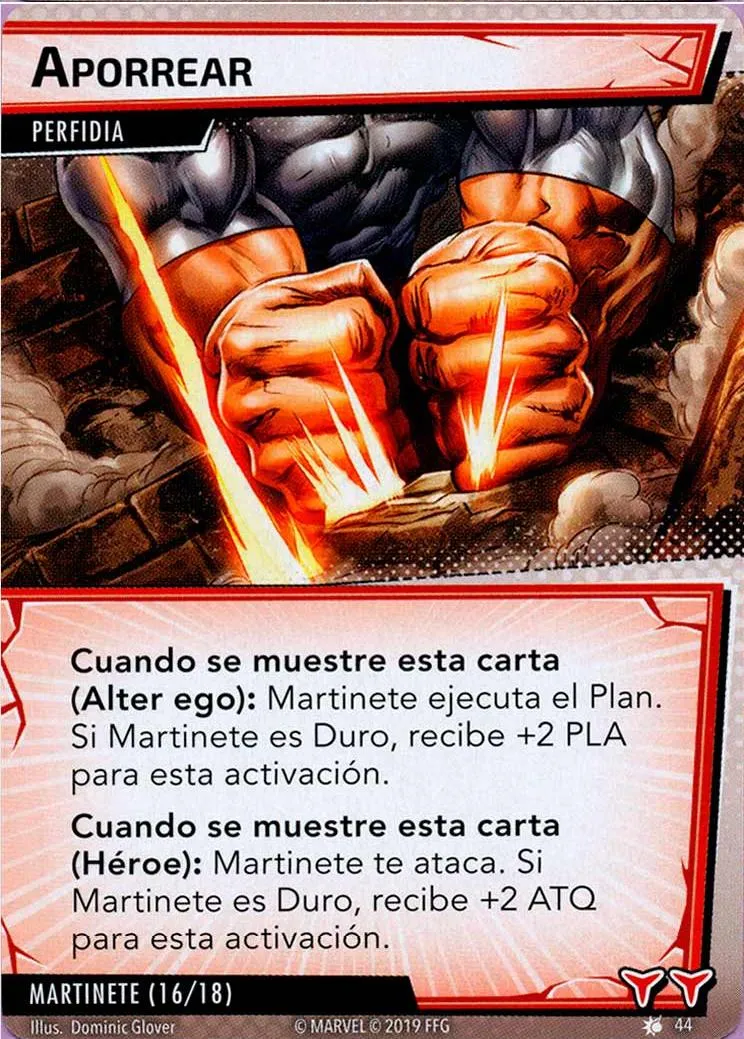 APORREAR
PERFIDIA
Cuando se muestre esta carta
(Alter ego): Martinete ejecuta el Plan.
Si Martinete es Duro, recibe +2 PLA
para esta activación.
Cuando se muestre esta carta
(Héroe): Martinete te ataca. Si
Martinete es Duro, recibe +2 ATQ
para esta activación.
MARTINETE (16/18)
Illus. Dominic Glover © MARVEL © 2019 FFG 44